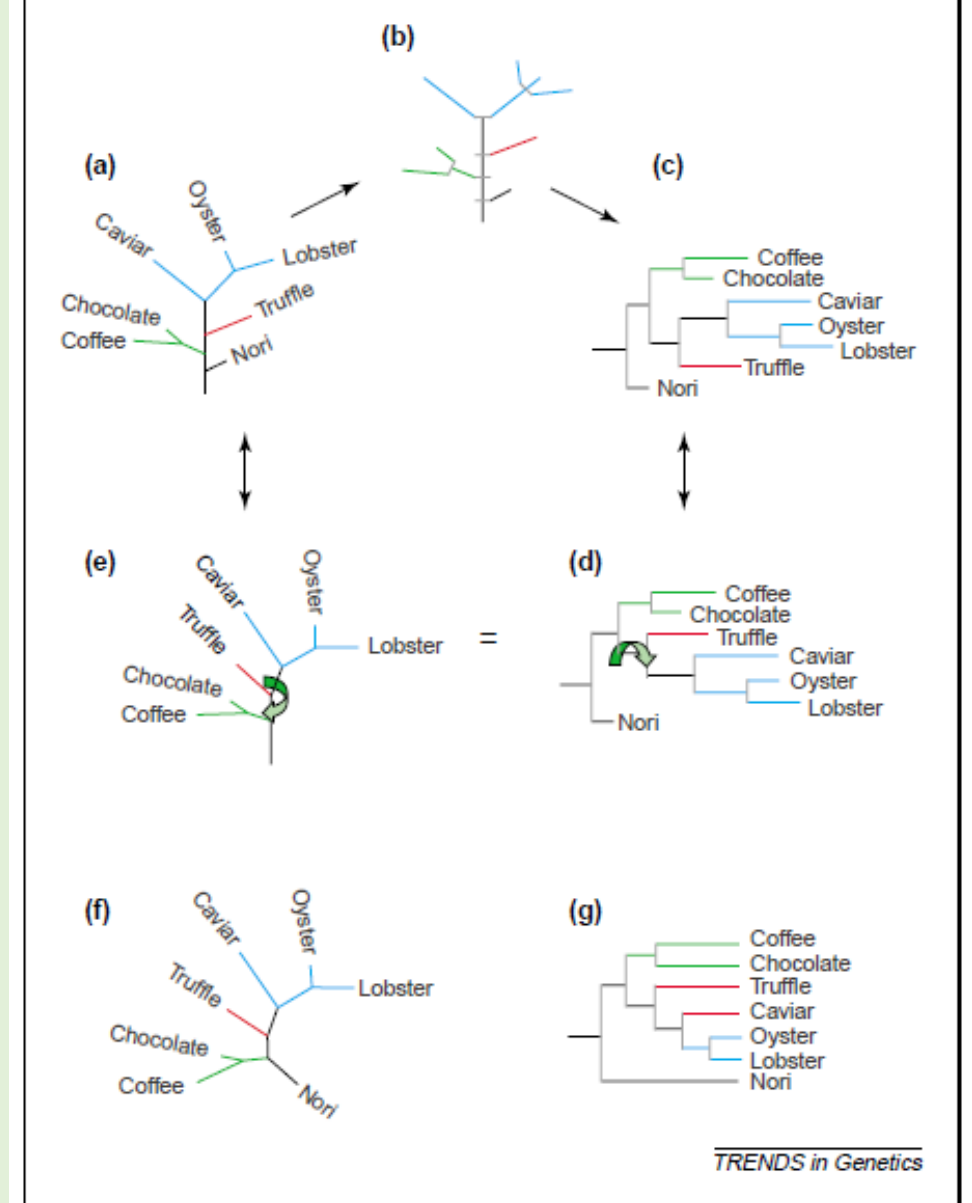 (b)
(a)
(c)
Oyster
Caviar
Lobster
Chocolate
Truffle
Coffee
Nori
Coffee
Chocolate
Caviar
Oyster
Lobster
Truffle
Nori
(e)
(d)
Caviar
Oyster
Truffle
Lobster
Chocolate
Coffee
=
Coffee
Chocolate
Truffle
Caviar
Oyster
Lobster
Nori
(f)
(g)
Caviar
Oyster
Truffle
Lobster
Chocolate
Coffee
Nori
Coffee
Chocolate
Truffle
Caviar
Oyster
Lobster
Nori
TRENDS in Genetics